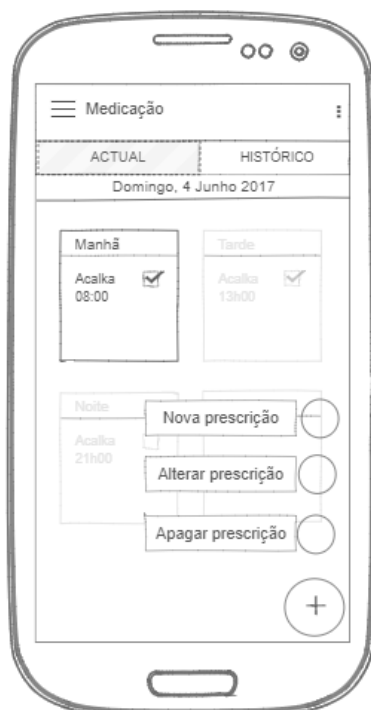 Medicação
ACTUAL
HISTÓRICO
Domingo, 4 Junho 2017
Manhã
Acalka
08:00
Tarde
Acalka
13h00
Noite
Acalka
21h00
Nova prescrição
Alterar prescrição
Apagar prescrição
+